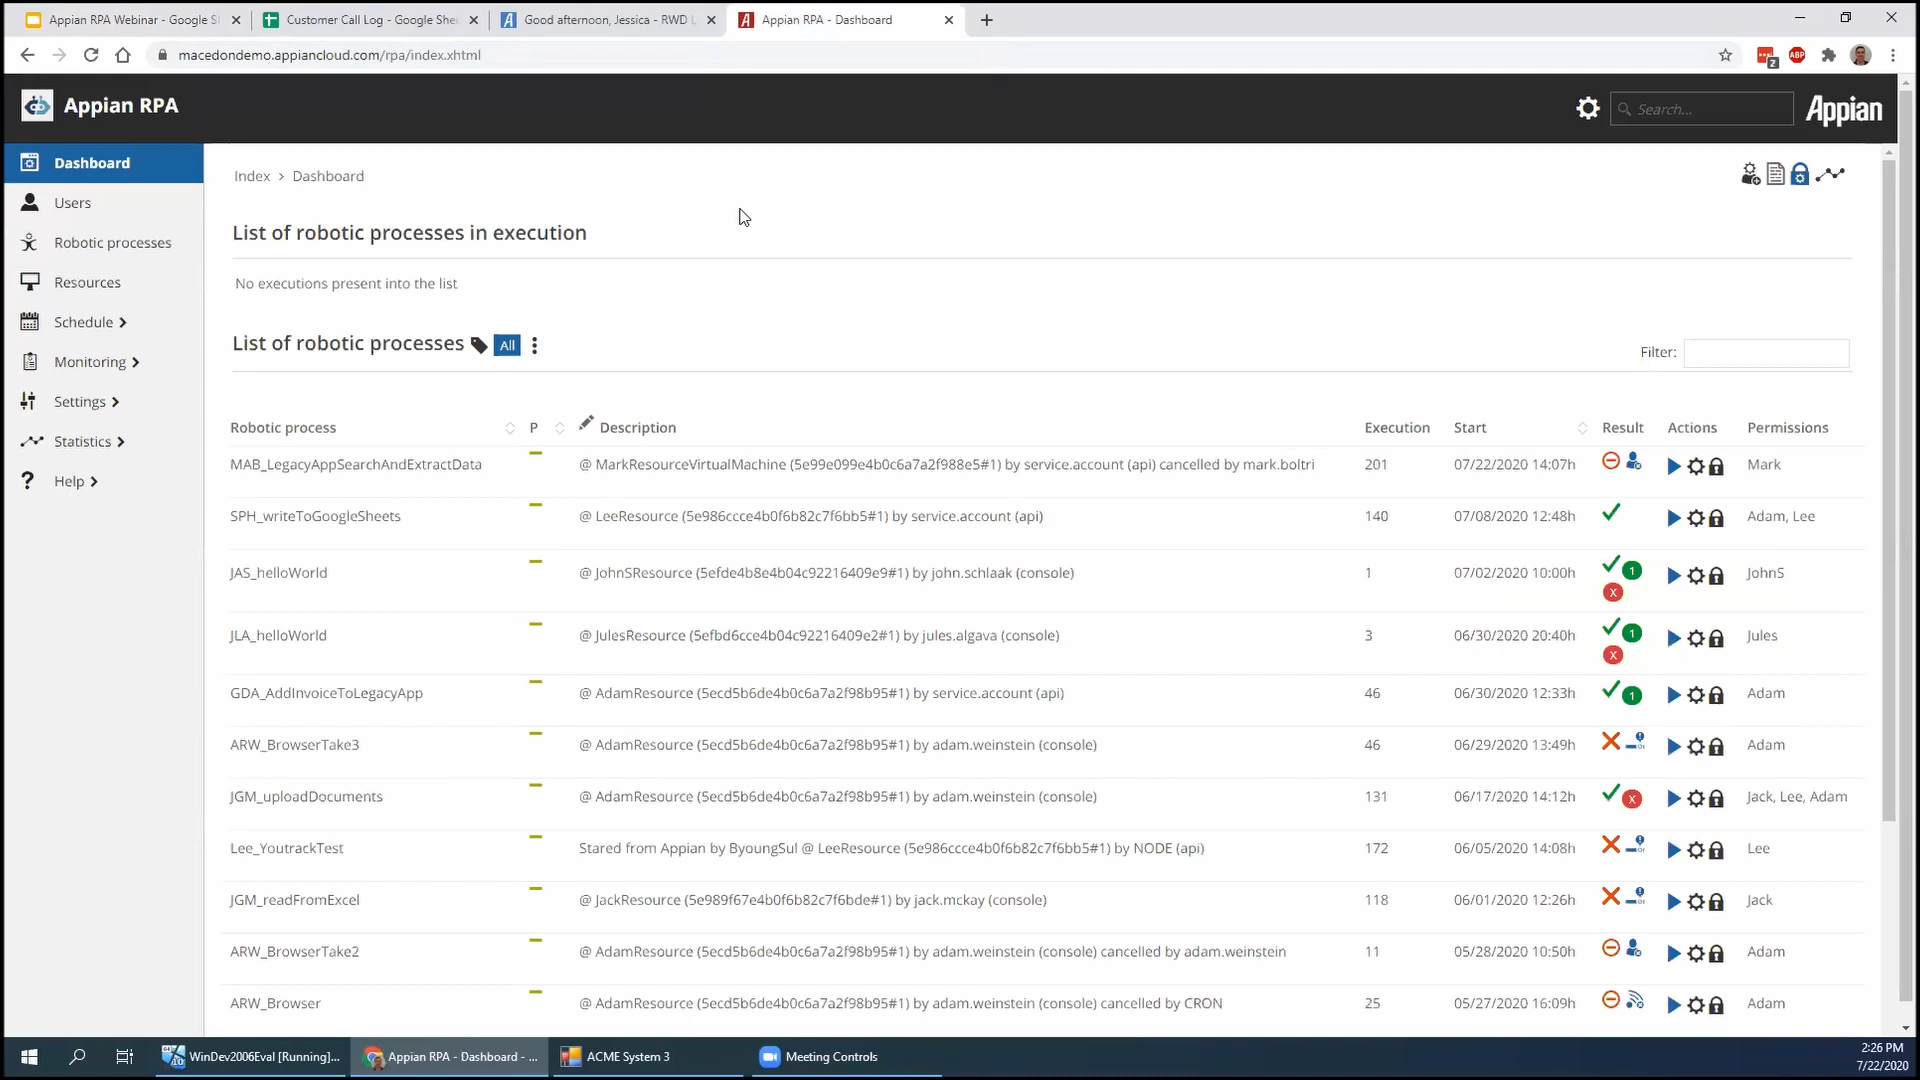 Appian RPA Webinar - Google Sl
Customer Call Log - Google She
Good afternoon, Jessica - RWD L
Appian RPA - Dashboard
macedondemo.appiancloud.com/rpa/index.xhtml
2
ABP
Appian RPA
Search...
Appian
Dashboard
Users
Robotic processes
Resources
Schedule
Monitoring
Settings
Statistics
Help
Index > Dashboard
List of robotic processes in execution
No executions present into the list
List of robotic processes All
Filter:
Robotic process P Description Execution Start Result Actions Permissions
MAB_LegacyAppSearchAndExtractData @ MarkResourceVirtualMachine (5e99e099e4b0c6a7a2f988e5#1) by service.account (api) cancelled by mark.boltri 201 07/22/2020 14:07h Mark
SPH_writeToGoogleSheets @ LeeResource (5e986ccce4b0f6b82c7f6bb5#1) by service.account (api) 140 07/08/2020 12:48h Adam, Lee
JAS_helloWorld @ JohnSResource (5efde4b8e4b04c92216409e9#1) by john.schlaak (console) 1 07/02/2020 10:00h 1 x JohnS
JLA_helloWorld @ JulesResource (5efbd6cce4b04c92216409e2#1) by jules.algava (console) 3 06/30/2020 20:40h 1 x Jules
GDA_AddInvoiceToLegacyApp @ AdamResource (5ecd5b6de4b0c6a7a2f98b95#1) by service.account (api) 46 06/30/2020 12:33h 1 Adam
ARW_BrowserTake3 @ AdamResource (5ecd5b6de4b0c6a7a2f98b95#1) by adam.weinstein (console) 46 06/29/2020 13:49h Adam
JGM_uploadDocuments @ AdamResource (5ecd5b6de4b0c6a7a2f98b95#1) by adam.weinstein (console) 131 06/17/2020 14:12h x Jack, Lee, Adam
Lee_YoutrackTest Stared from Appian by ByoungSul @ LeeResource (5e986ccce4b0f6b82c7f6bb5#1) by NODE (api) 172 06/05/2020 14:08h Lee
JGM_readFromExcel @ JackResource (5e989f67e4b0f6b82c7f6bde#1) by jack.mckay (console) 118 06/01/2020 12:26h Jack
ARW_BrowserTake2 @ AdamResource (5ecd5b6de4b0c6a7a2f98b95#1) by adam.weinstein (console) cancelled by adam.weinstein 11 05/28/2020 10:50h Adam
ARW_Browser @ AdamResource (5ecd5b6de4b0c6a7a2f98b95#1) by adam.weinstein (console) cancelled by CRON 25 05/27/2020 16:09h Adam
WinDev2006Eval [Running]...
Appian RPA - Dashboard - ...
ACME System 3
Meeting Controls
2:26 PM
7/22/2020